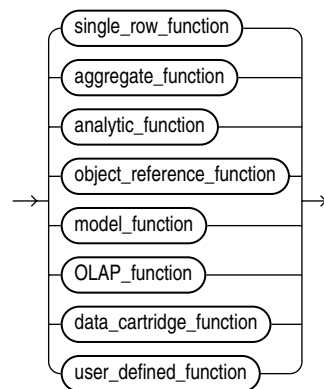 single_row_function
aggregate_function
analytic_function
object_reference_function
model_function
OLAP_function
data_cartridge_function
user_defined_function